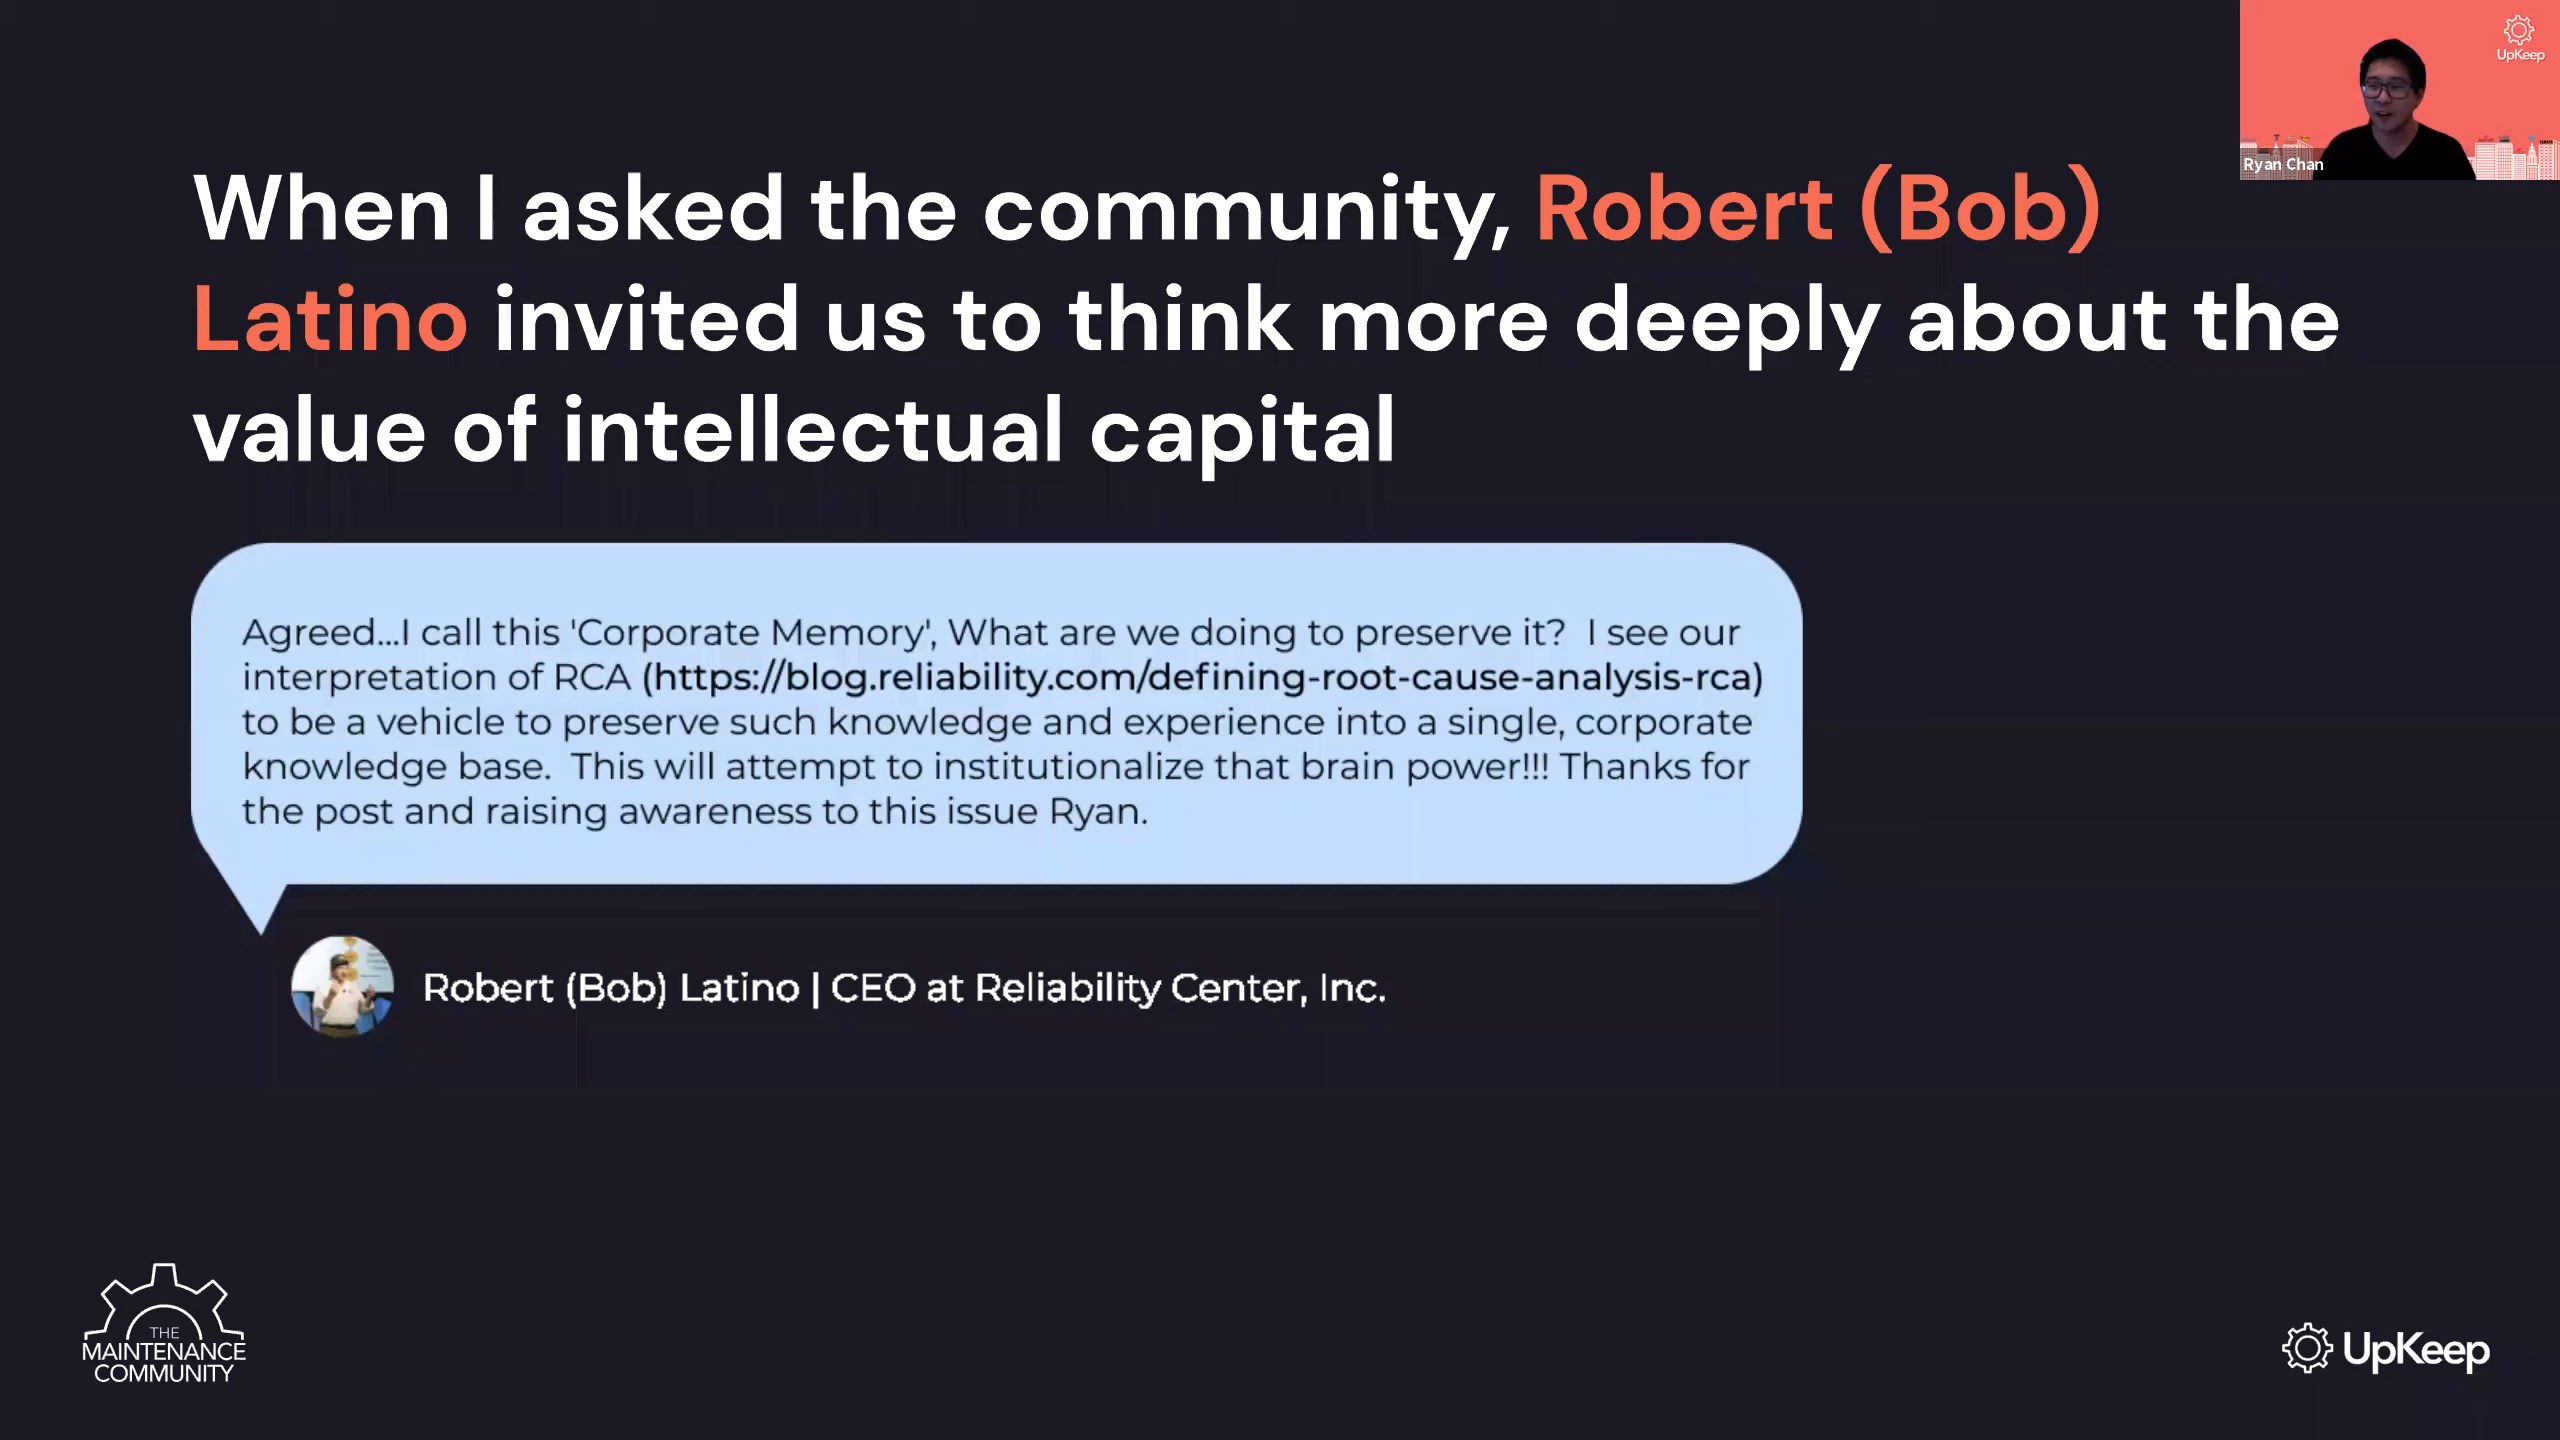 UpKeep
Ryan Chan
When I asked the community, Robert (Bob)
Latino invited us to think more deeply about the
value of intellectual capital
Agreed...I call this 'Corporate Memory', What are we doing to preserve it?  I see our
interpretation of RCA (https://blog.reliability.com/defining-root-cause-analysis-rca)
to be a vehicle to preserve such knowledge and experience into a single, corporate
knowledge base.  This will attempt to institutionalize that brain power!!! Thanks for
the post and raising awareness to this issue Ryan.
Robert (Bob) Latino | CEO at Reliability Center, Inc.
THE
MAINTENANCE
COMMUNITY
UpKeep